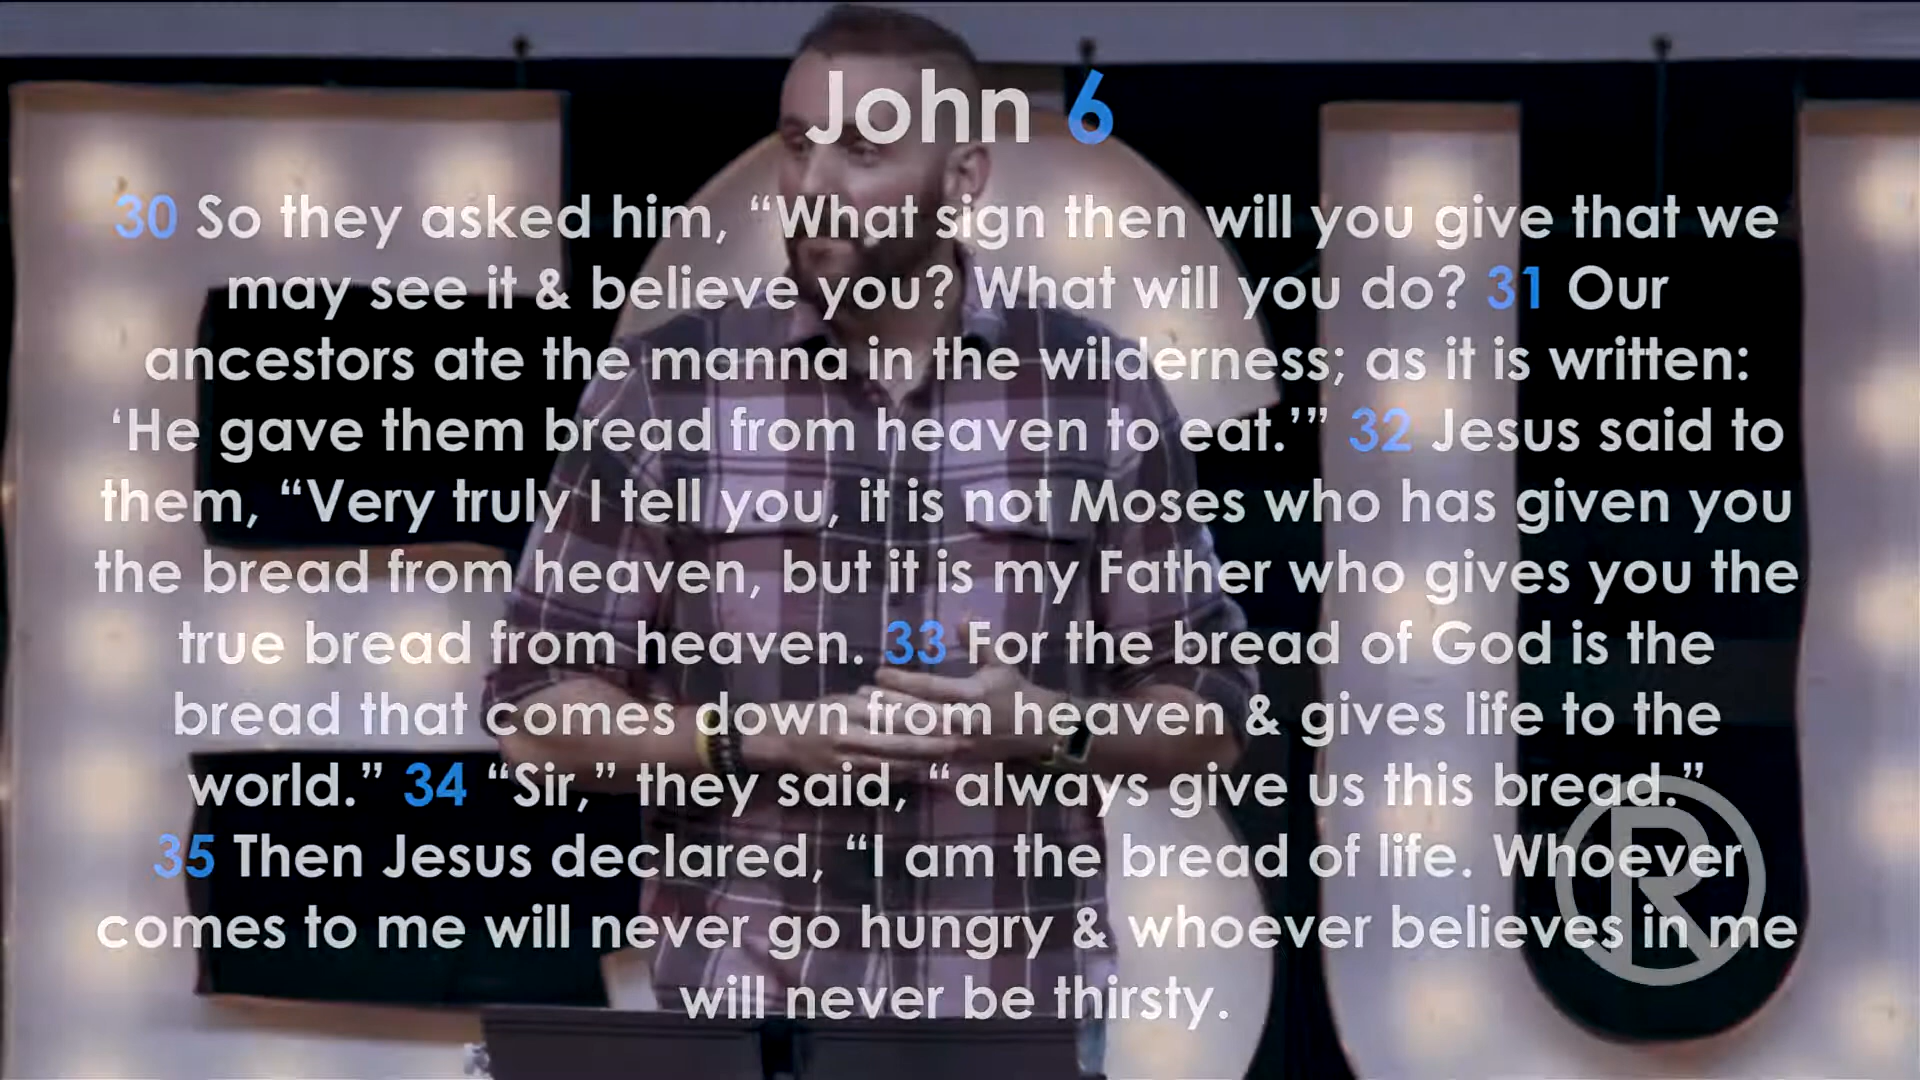 John 6
30 So they asked him, “What sign then will you give that we
may see it & believe you? What will you do? 31 Our
ancestors ate the manna in the wilderness; as it is written:
‘He gave them bread from heaven to eat.’” 32 Jesus said to
them, “Very truly I tell you, it is not Moses who has given you
the bread from heaven, but it is my Father who gives you the
true bread from heaven. 33 For the bread of God is the
bread that comes down from heaven & gives life to the
world.” 34 “Sir,” they said, “always give us this bread.”
35 Then Jesus declared, “I am the bread of life. Whoever
comes to me will never go hungry & whoever believes in me
will never be thirsty.
R